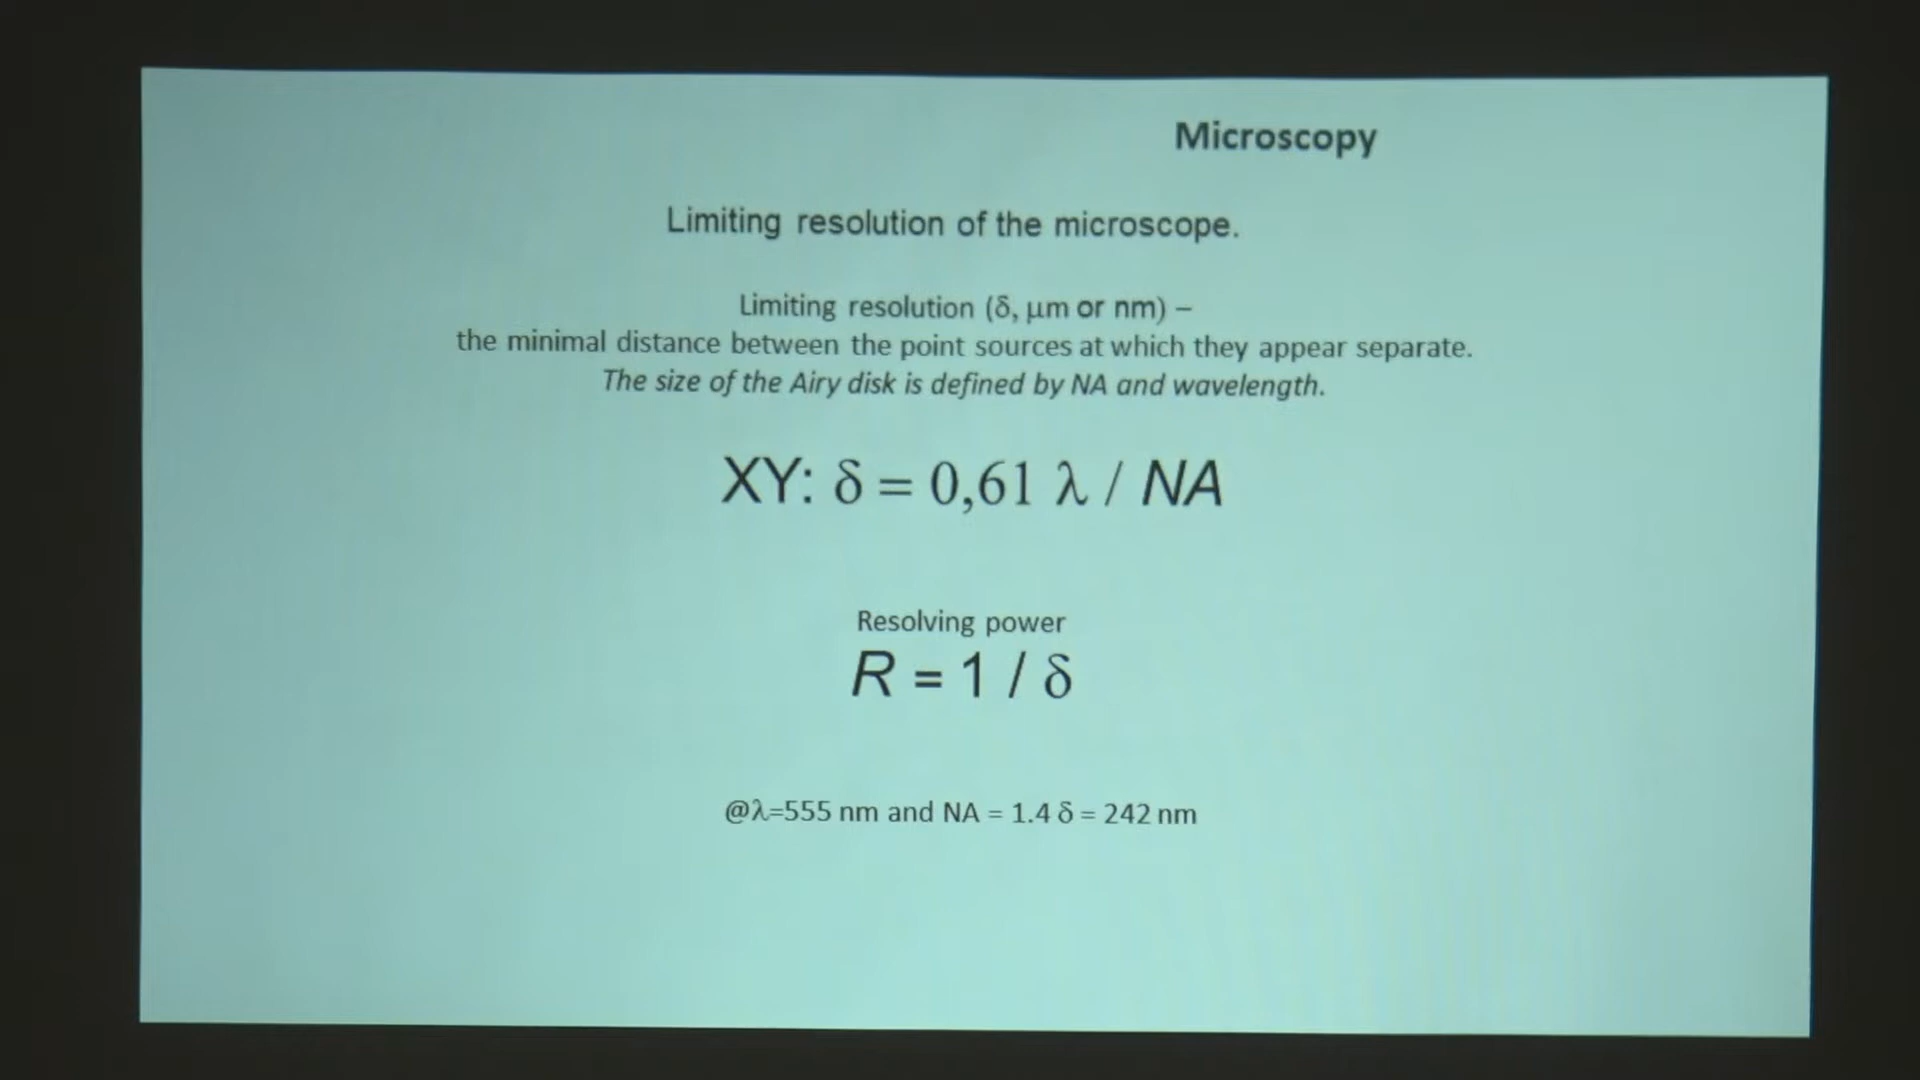 Microscopy
Limiting resolution of the microscope.
Limiting resolution (δ, μm or nm) –
the minimal distance between the point sources at which they appear separate.
The size of the Airy disk is defined by NA and wavelength.
XY: δ = 0,61 λ / NA
Resolving power
R = 1 / δ
@λ=555 nm and NA = 1.4 δ = 242 nm